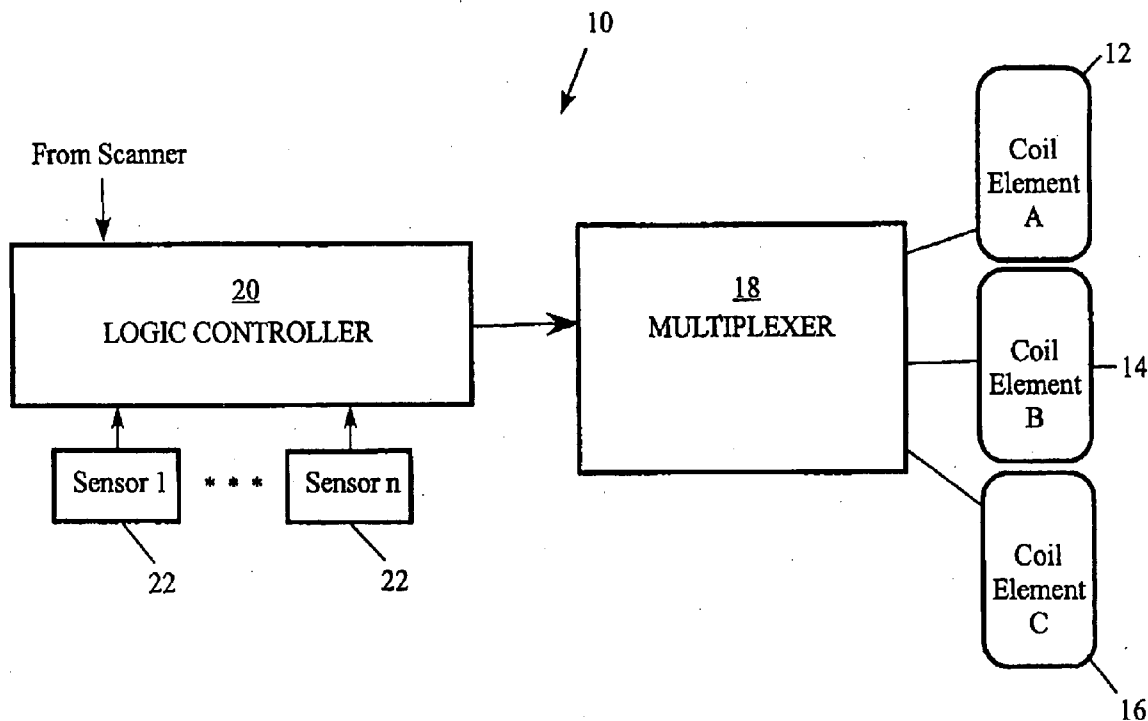 10
12
From Scanner
Coil
Element
A
20
LOGIC CONTROLLER
18
MULTIPLEXER
Coil
Element
B
14
Sensor 1
* * *
Sensor n
22
22
Coil
Element
C
16